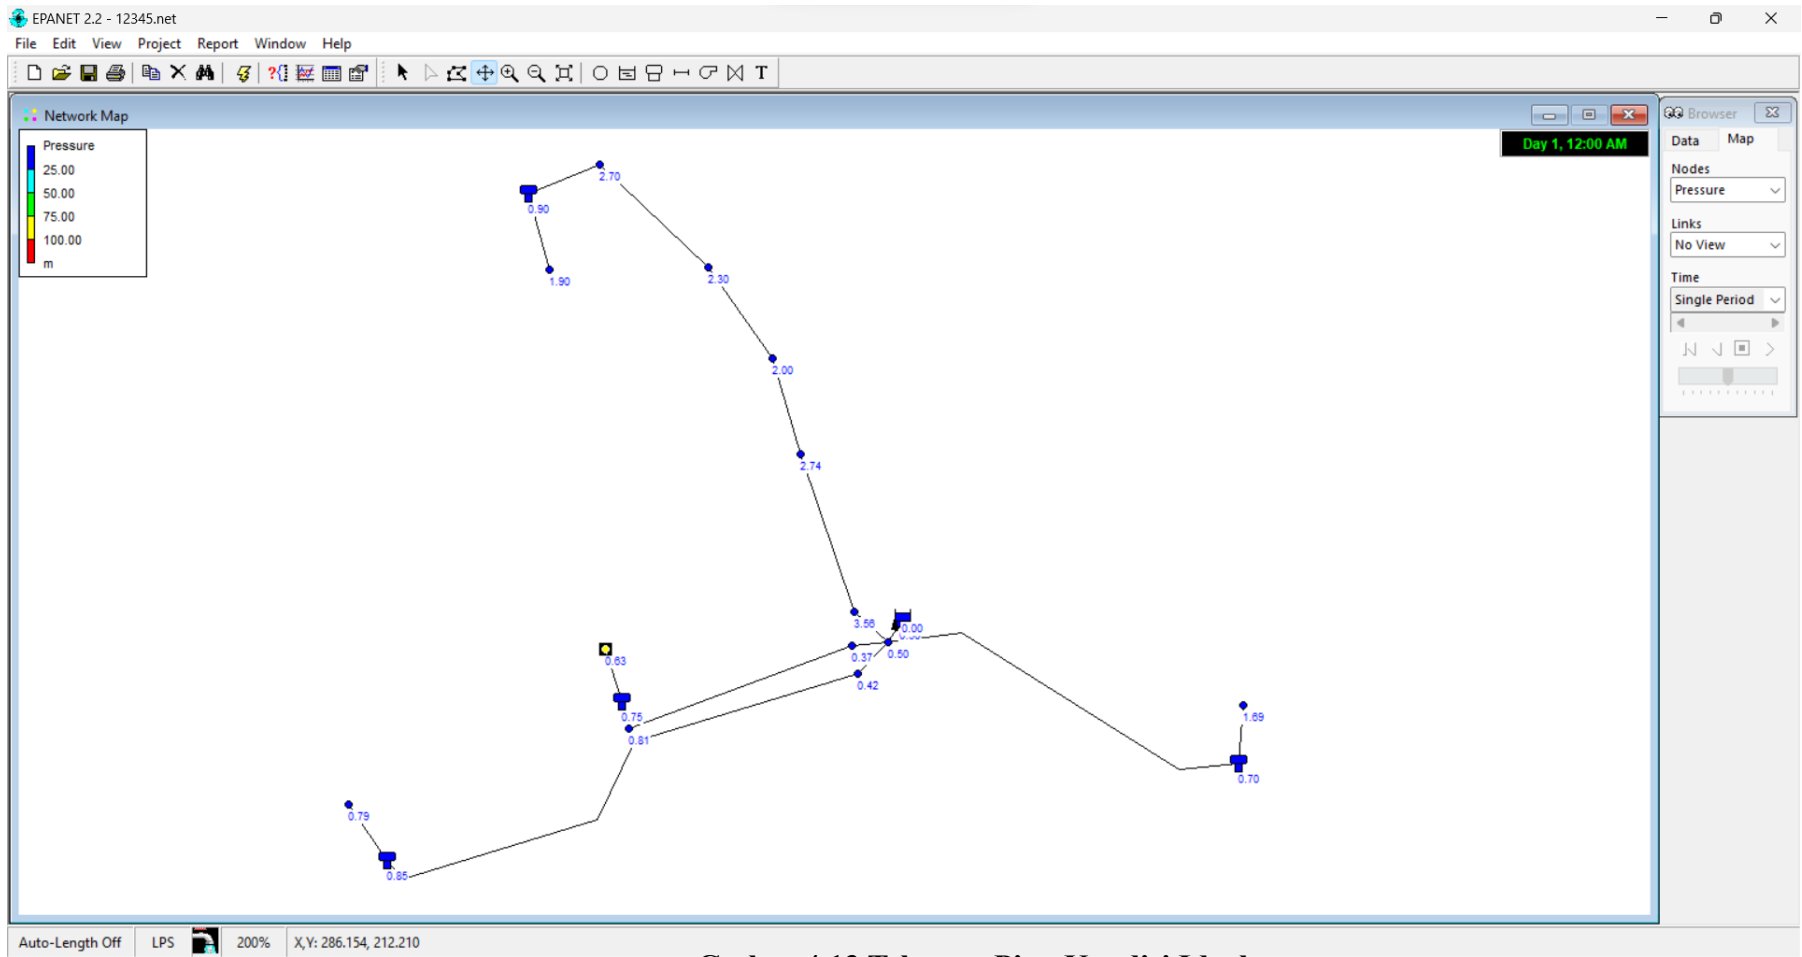 EPANET 2.2 - 12345.net
File Edit View Project Report Window Help
Network Map
Pressure
25.00
50.00
75.00
100.00
m
Day 1, 12:00 AM
Browser
Data Map
Nodes
Pressure
Links
No View
Time
Single Period
2.70
0.90
1.90
2.30
2.00
2.74
3.56
0.00
0.37
0.50
0.42
0.63
0.75
0.81
1.69
0.70
0.79
0.85
Auto-Length Off LPS 200% X,Y: 286.154, 212.210